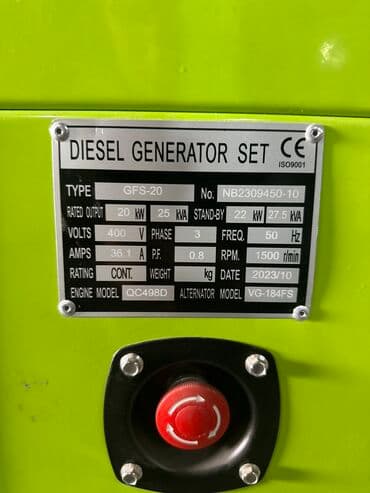 DIESEL GENERATOR SET CE
ISO9001
TYPE GFS-20 No. NB2309450-10
RATED OUTPUT 20 kW 25 kVA STAND-BY 22 kW 27.5 kVA
VOLTS 400 V PHASE 3 FREQ. 50 Hz
AMPS 36.1 A P.F. 0.8 RPM. 1500 r/min
RATING CONT. WEIGHT kg DATE 2023/10
ENGINE MODEL QC498D ALTERNATOR MODEL VG-184FS